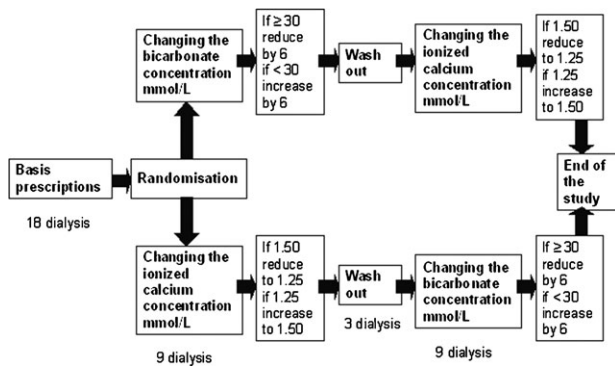 Changing the
bicarbonate
concentration
mmol/L
If ≥ 30
reduce
by 6
if < 30
increase
by 6
Wash
out
Changing the
ionized
calcium
concentration
mmol/L
If 1.50
reduce
to 1.25
if 1.25
increase
to 1.50
Basis
prescriptions
18 dialysis
Randomisation
End of
the
study
Changing the
ionized
calcium
concentration
mmol/L
9 dialysis
If 1.50
reduce
to 1.25
if 1.25
increase
to 1.50
Wash
out
3 dialysis
Changing the
bicarbonate
concentration
mmol/L
9 dialysis
If ≥ 30
reduce
by 6
if <30
increase
by 6